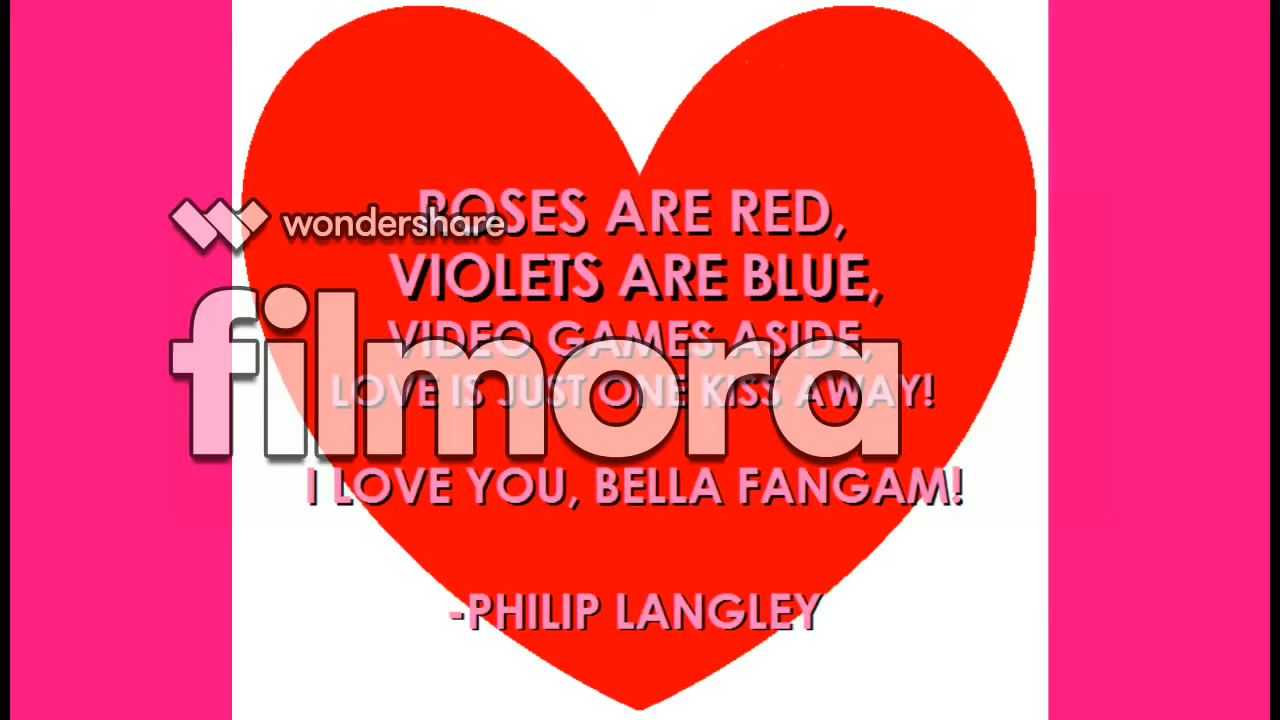 ROSES ARE RED,
wondershare
VIOLETS ARE BLUE,
filmora
VIDEO GAMES ASIDE,
LOVE IS JUST ONE KISS AWAY!
I LOVE YOU, BELLA FANGAM!
-PHILIP LANGLEY